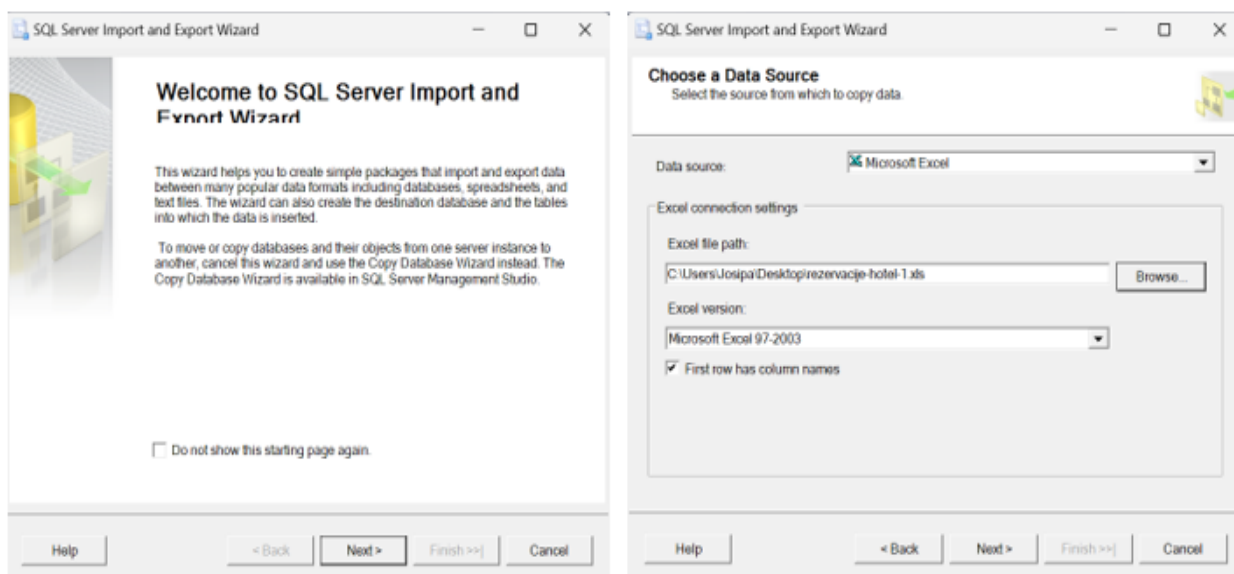 SQL Server Import and Export Wizard
Welcome to SQL Server Import and
Export Wizard
This wizard helps you to create simple packages that import and export data
between many popular data formats including databases, spreadsheets, and
text files. The wizard can also create the destination database and the tables
into which the data is inserted.
To move or copy databases and their objects from one server instance to
another, cancel this wizard and use the Copy Database Wizard instead. The
Copy Database Wizard is available in SQL Server Management Studio.
Do not show this starting page again.
Help
< Back
Next >
Finish >>|
Cancel
SQL Server Import and Export Wizard
Choose a Data Source
Select the source from which to copy data.
Data source:
Microsoft Excel
Excel connection settings
Excel file path:
C:\Users\Josipa\Desktop\rezervacije-hotel-1.xls
Browse...
Excel version:
Microsoft Excel 97-2003
First row has column names
Help
< Back
Next >
Finish >>|
Cancel